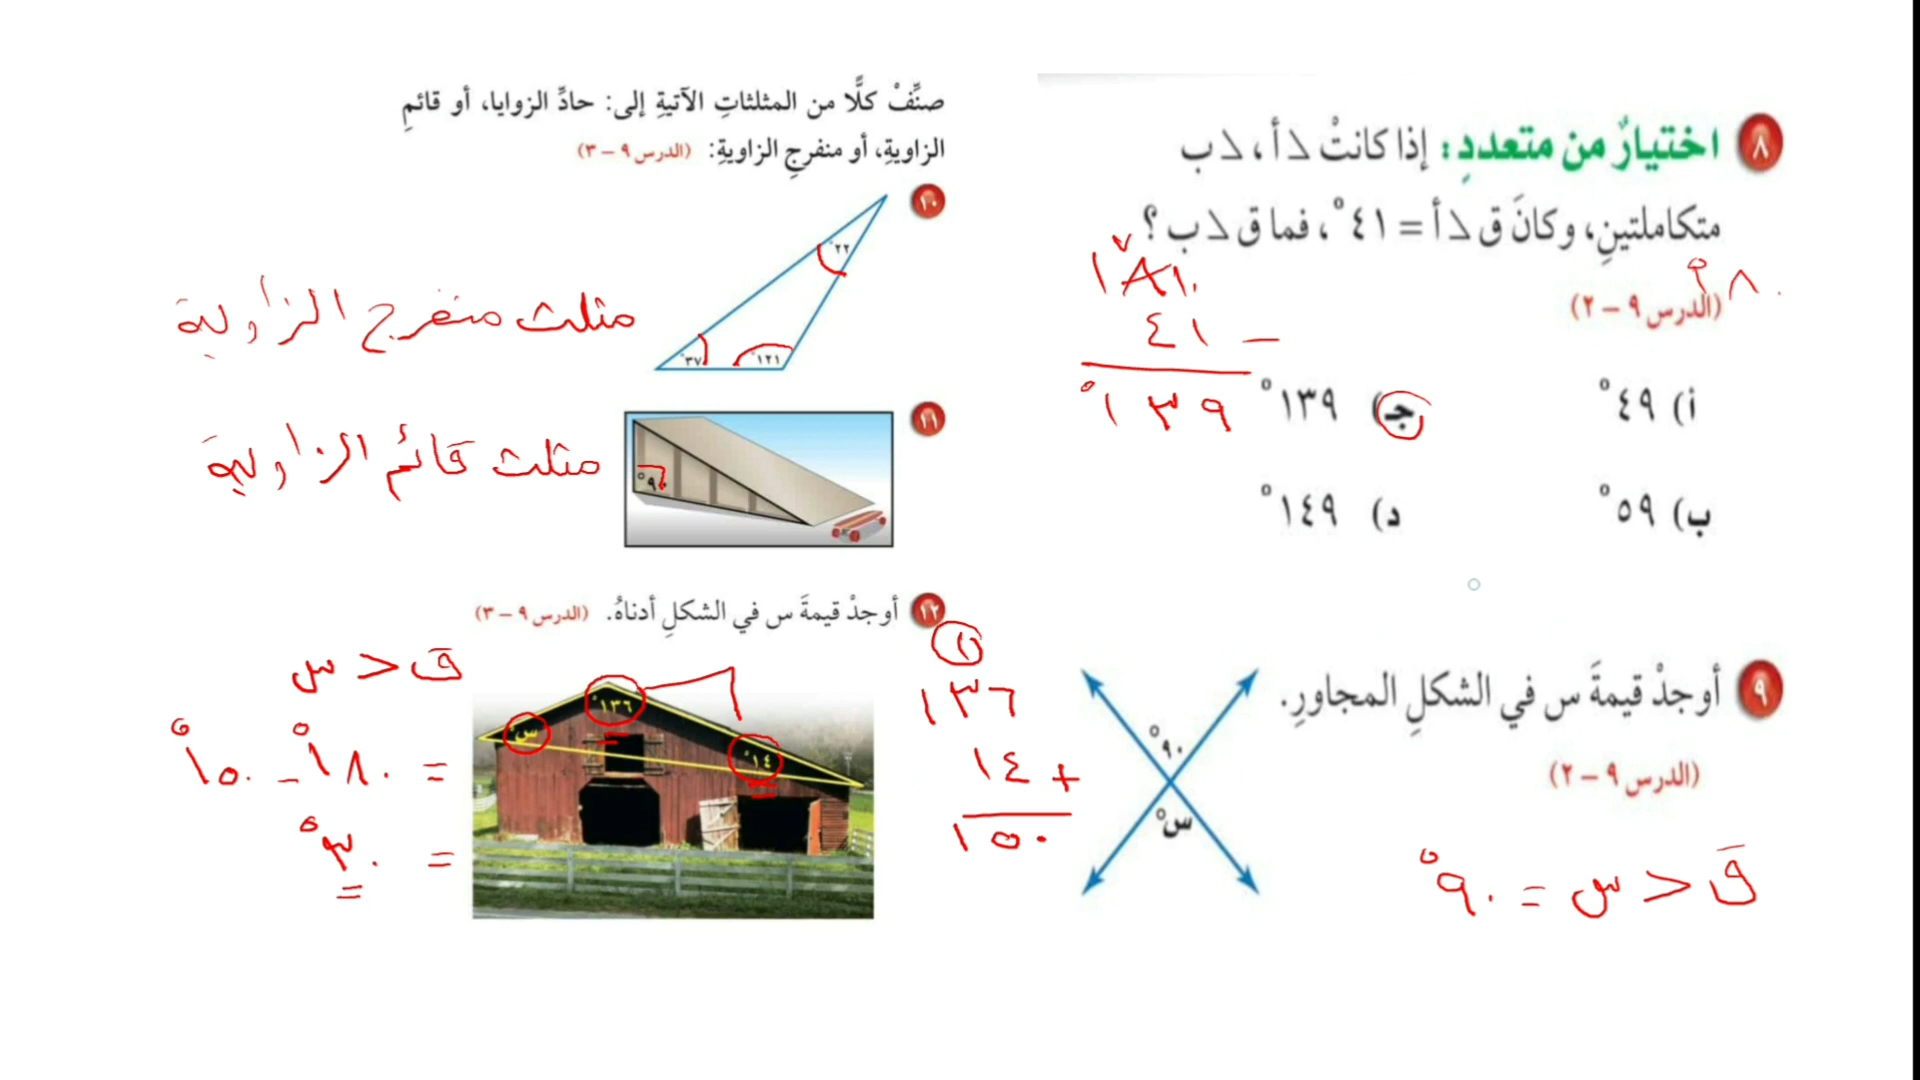 ٨ اختيارٌ من متعددٍ: إذا كانتْ ∠أ، ∠ب
متكاملتينِ، وكانَ ق∠أ = ٤١°، فما ق∠ب؟
(الدرس ٩ – ٢)
١٨٠°
١٨١٠
٧
٤١ –
١٣٩°
أ) ٤٩°
جـ) ١٣٩°
ب) ٥٩°
د) ١٤٩°
٩ أوجدْ قيمةَ س في الشكلِ المجاورِ.
(الدرس ٩ – ٢)
٩٠°
س°
قَ > س = ٩٠°
صنِّفْ كلًّا من المثلثاتِ الآتيةِ إلى: حادِّ الزوايا، أو قائمِ
الزاويةِ، أو منفرجِ الزاويةِ: (الدرس ٩ – ٣)
١٠
٢٢°
٣٧°
١٢١°
مثلث منفرج الزاوية
١١
٩٠°
مثلث قائم الزاوية
١٢ أوجدْ قيمةَ س في الشكلِ أدناهُ. (الدرس ٩ – ٣)
١٣٦°
س°
١٤°
١
١٣٦
١٤ +
١٥٠
قَ > س
= ١٨٠° – ١٥٠°
= ٣٠°